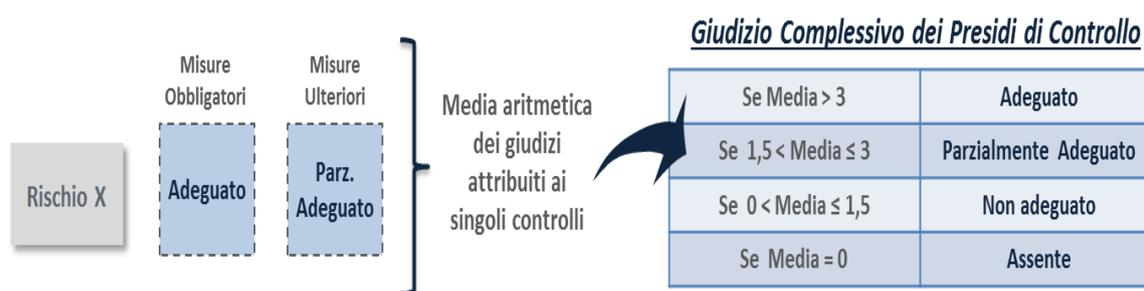 Giudizio Complessivo dei Presidi di Controllo
Misure
Obbligatori
Misure
Ulteriori
Rischio X
Adeguato
Parz.
Adeguato
Media aritmetica
dei giudizi
attribuiti ai
singoli controlli
Se Media > 3
Adeguato
Se 1,5 < Media ≤ 3
Parzialmente Adeguato
Se 0 < Media ≤ 1,5
Non adeguato
Se Media = 0
Assente